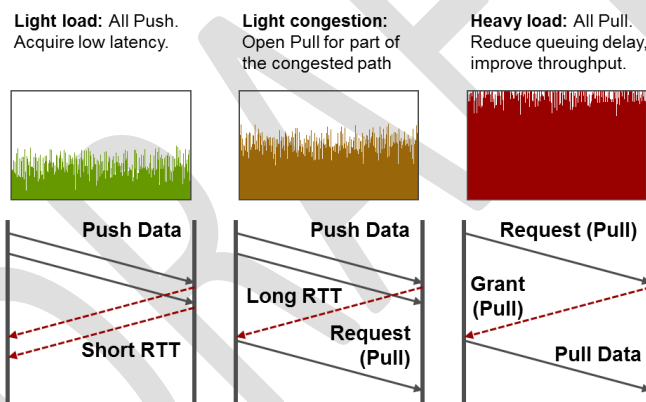 Light load: All Push.
Acquire low latency.
Light congestion:
Open Pull for part of
the congested path
Heavy load: All Pull.
Reduce queuing delay,
improve throughput.
Push Data
Short RTT
Push Data
Long RTT
Request
(Pull)
Request (Pull)
Grant
(Pull)
Pull Data